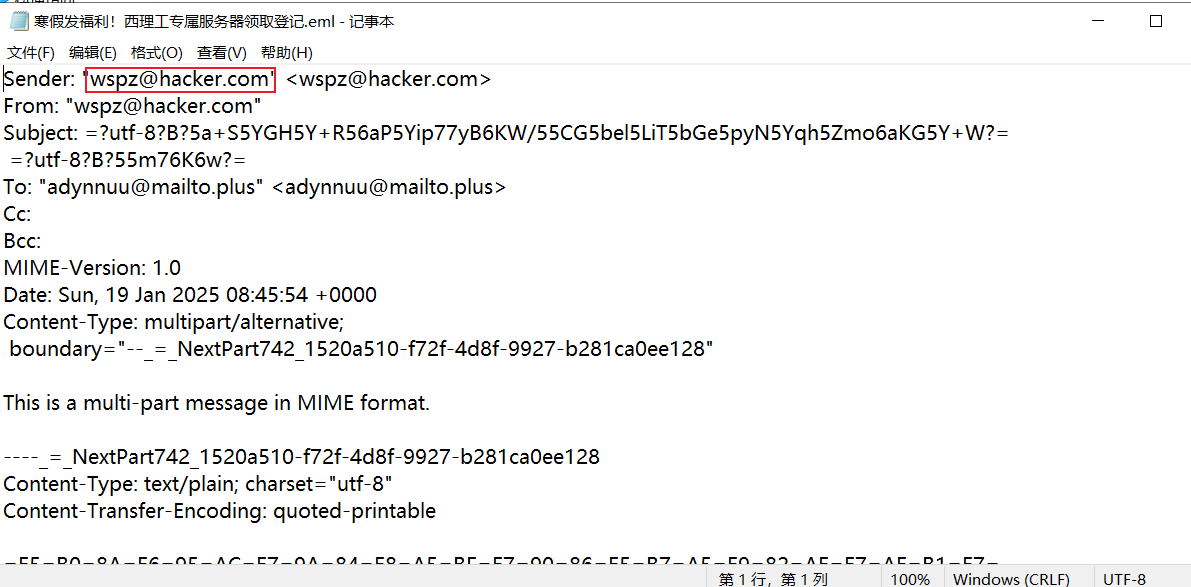 寒假发福利！西理工专属服务器领取登记.eml - 记事本
文件(F) 编辑(E) 格式(O) 查看(V) 帮助(H)
Sender: "wspz@hacker.com" <wspz@hacker.com>
From: "wspz@hacker.com"
Subject: =?utf-8?B?5a+S5YGH5Y+R56aP5Yip77yB6KW/55CG5bel5LiT5bGe5pyN5Yqh5Zmo6aKG5Y+W?=
 =?utf-8?B?55m76K6w?=
To: "adynnuu@mailto.plus" <adynnuu@mailto.plus>
Cc:
Bcc:
MIME-Version: 1.0
Date: Sun, 19 Jan 2025 08:45:54 +0000
Content-Type: multipart/alternative;
 boundary="--_=_NextPart742_1520a510-f72f-4d8f-9927-b281ca0ee128"
This is a multi-part message in MIME format.
----_=_NextPart742_1520a510-f72f-4d8f-9927-b281ca0ee128
Content-Type: text/plain; charset="utf-8"
Content-Transfer-Encoding: quoted-printable
第 1 行，第 1 列 100% Windows (CRLF) UTF-8